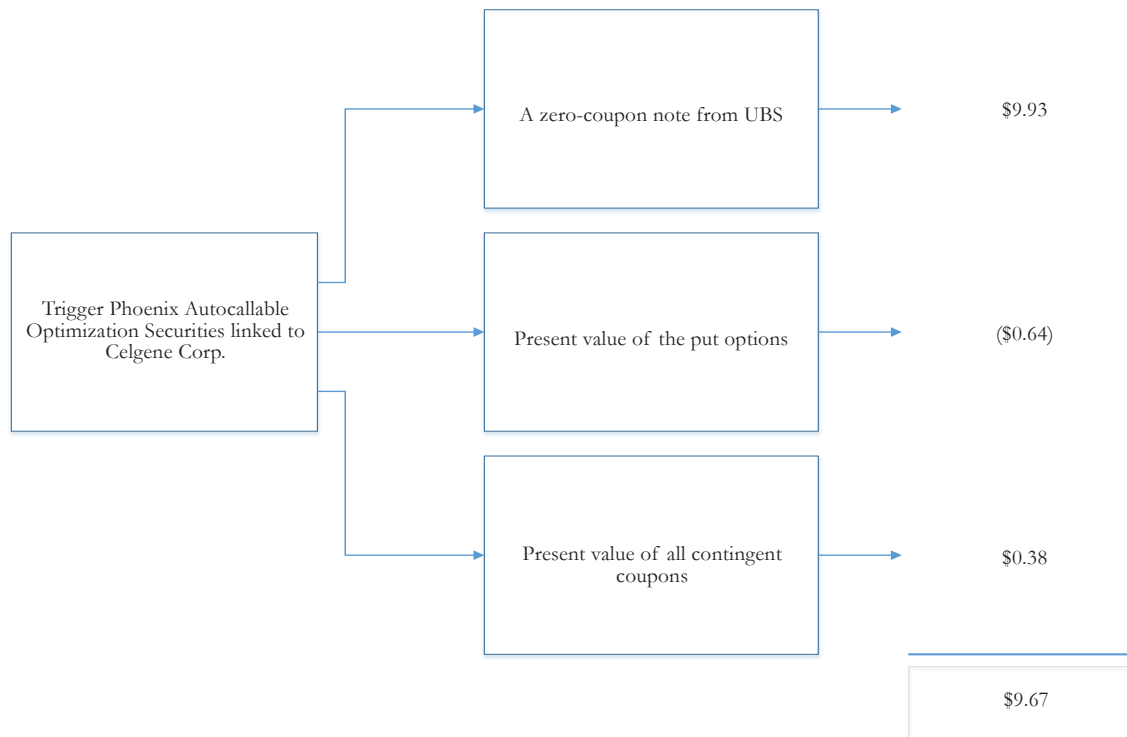 A zero-coupon note from UBS
$9.93
Trigger Phoenix Autocallable
Optimization Securities linked to
Celgene Corp.
Present value of the put options
($0.64)
Present value of all contingent
coupons
$0.38
$9.67